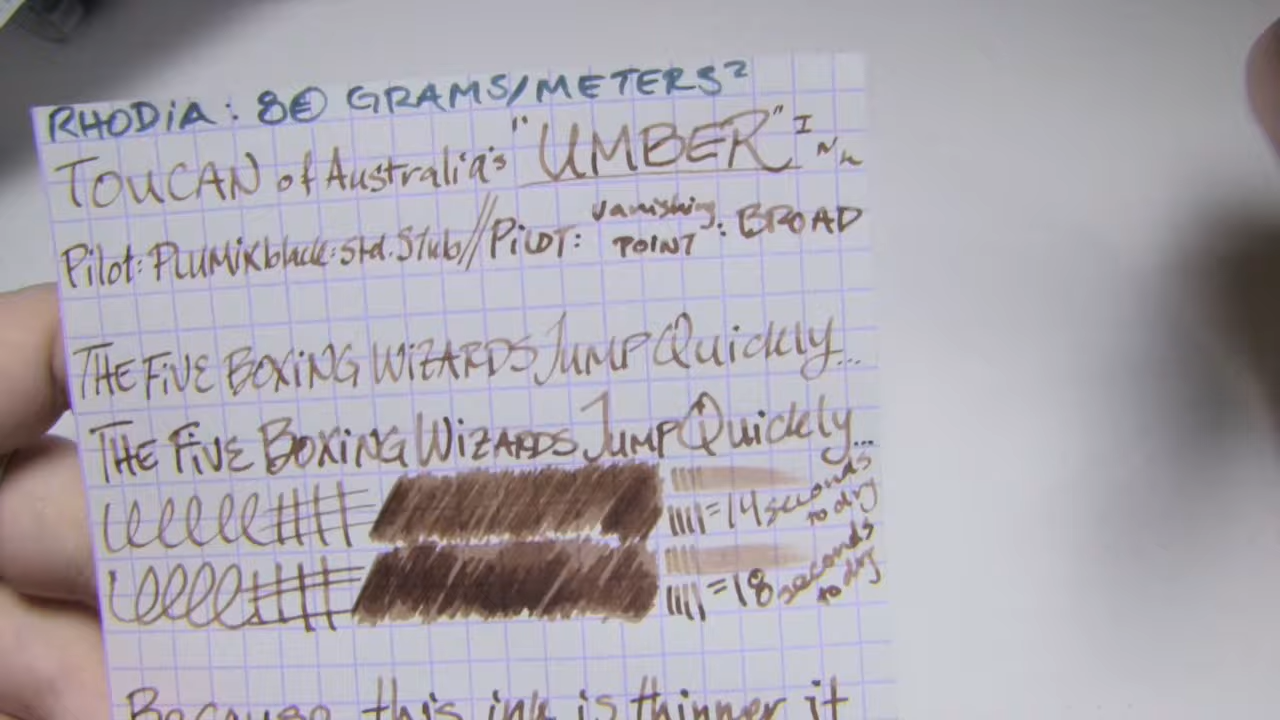 RHODiA: 80 GRAMS/METERS²
TOUCAN of Australia's "UMBER" Ink
Pilot: PLUMiX black: std. Stub // PiLOT: vanishing POINT: BROAD
THE FiVE BOXiNG WiZARDS JUMP Quickly...
THE FiVE BOXiNG WiZARDS JUMP Quickly...
= 14 seconds to dry
= 18 seconds to dry
Because this ink is thinner it